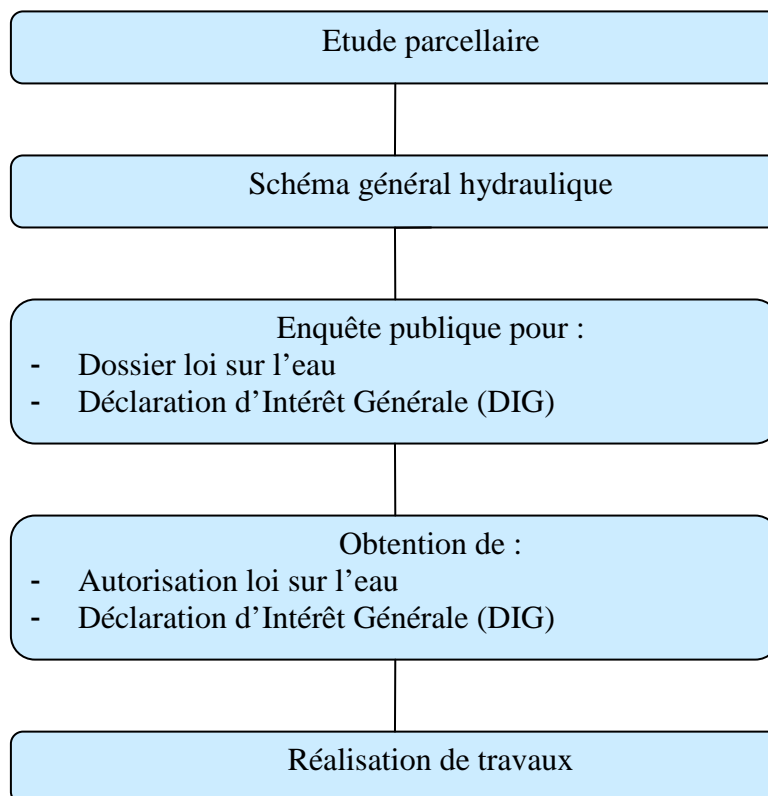 Etude parcellaire
Schéma général hydraulique
Enquête publique pour :
- Dossier loi sur l’eau
- Déclaration d’Intérêt Générale (DIG)
Obtention de :
- Autorisation loi sur l’eau
- Déclaration d’Intérêt Générale (DIG)
Réalisation de travaux